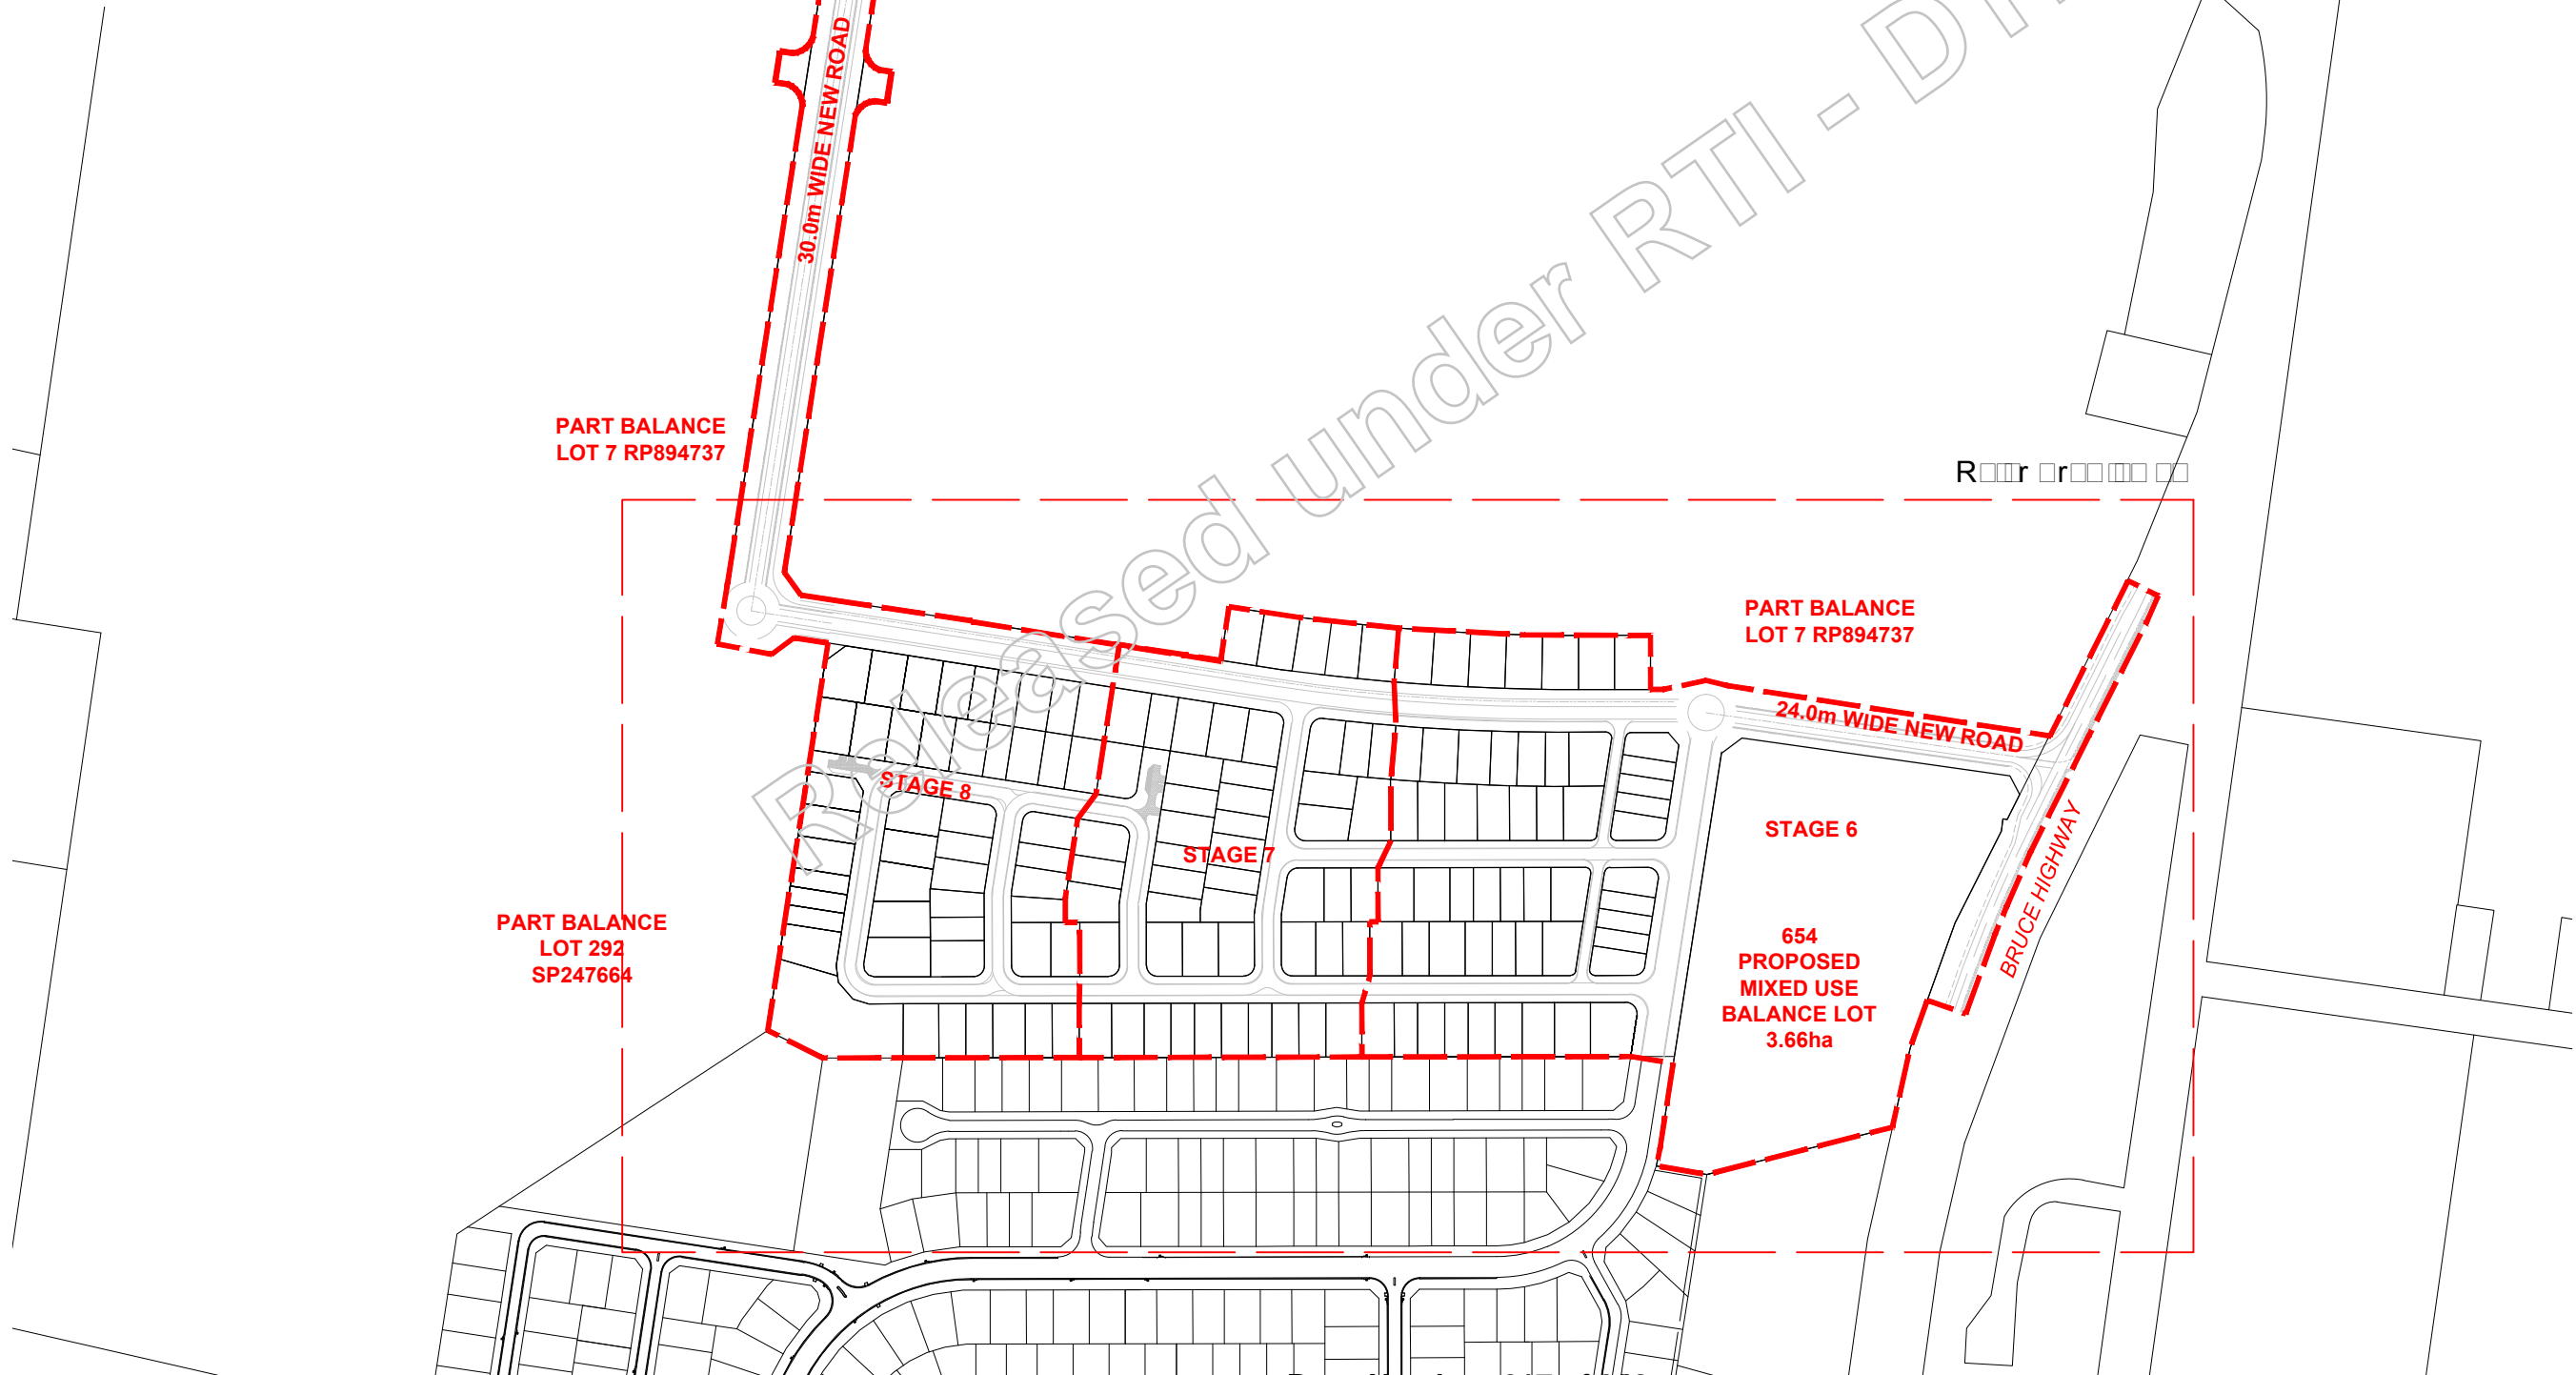 30.0m WIDE NEW ROAD
Released under RTI -
PART BALANCE
LOT 7 RP894737
PART BALANCE
LOT 7 RP894737
24.0m WIDE NEW ROAD
STAGE 8
STAGE 7
STAGE 6
BRUCE HIGHWAY
PART BALANCE
LOT 292
SP247664
654
PROPOSED
MIXED USE
BALANCE LOT
3.66ha